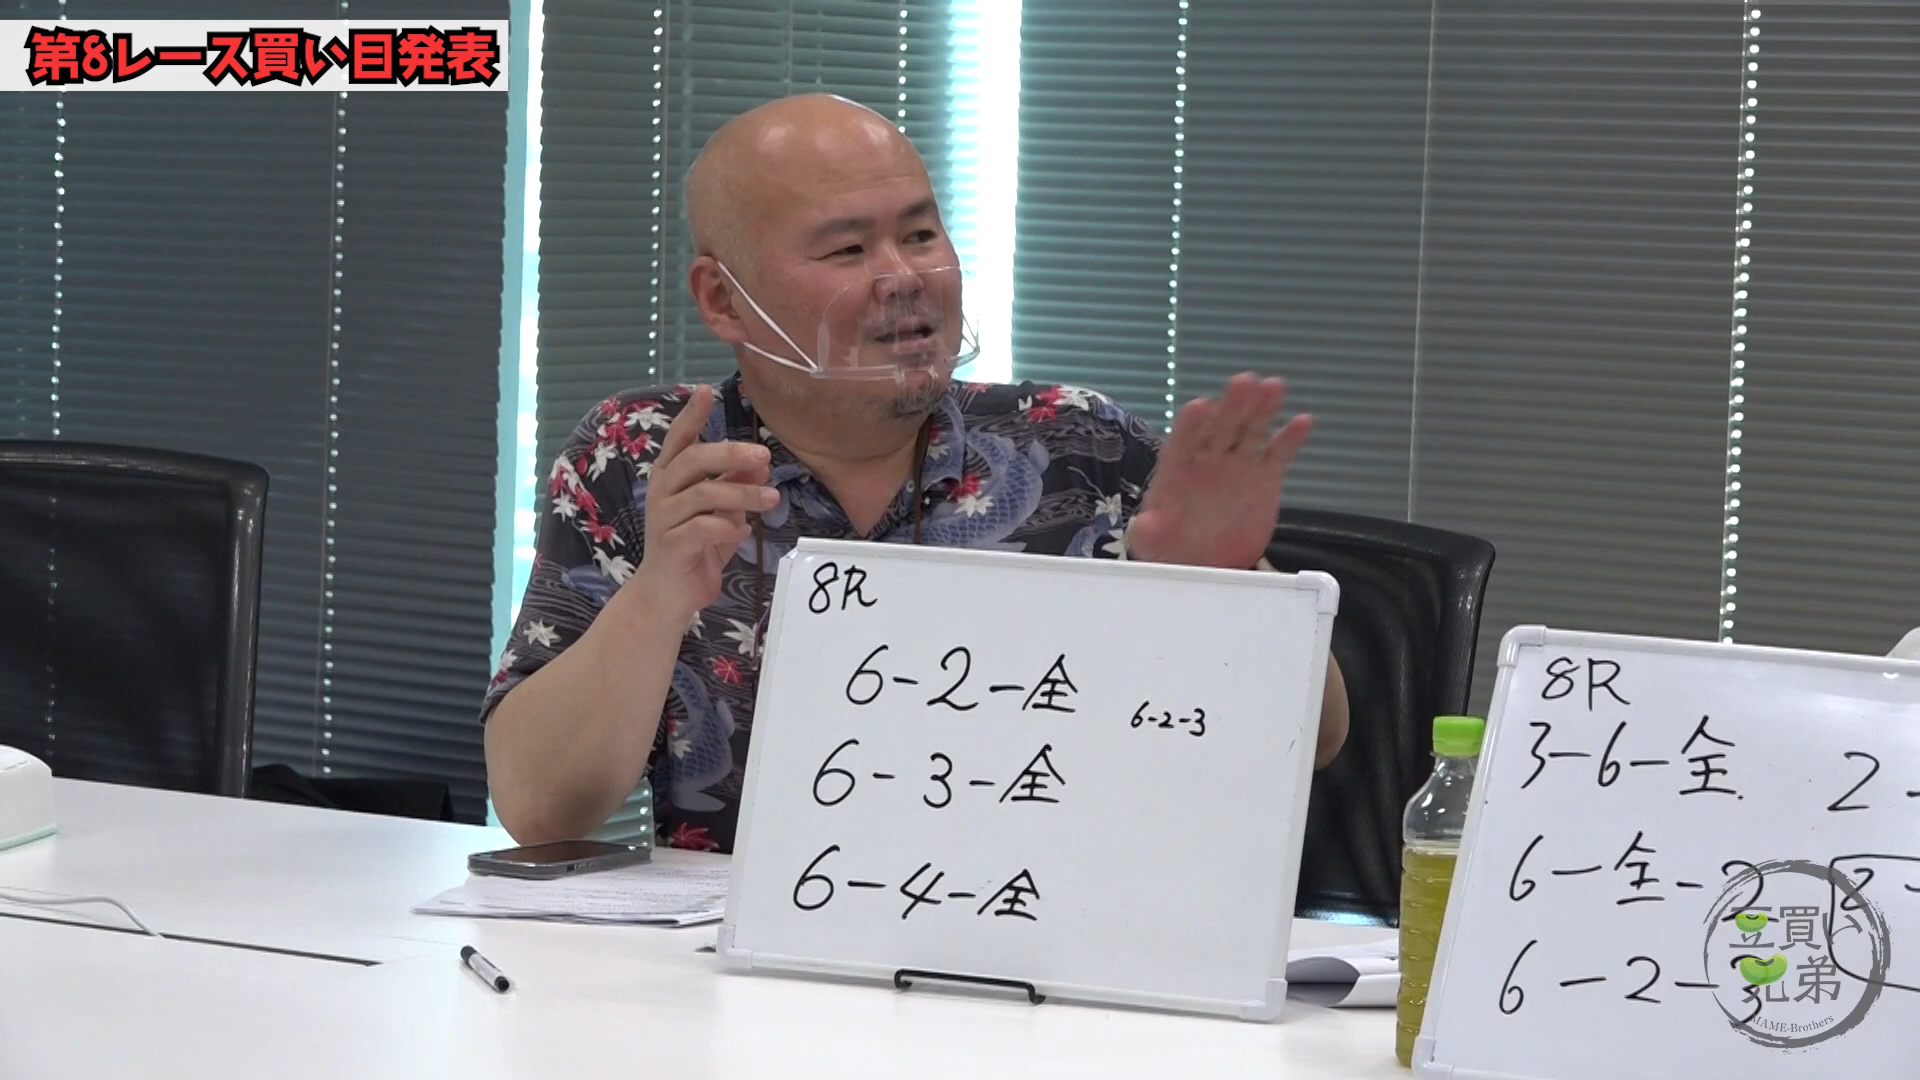 第8レース買い目発表
8R
6-2-全
6-2-3
6-3-全
6-4-全
8R
3-6-全
2-
6-全-2
2
6-2-3
豆買い
兄弟
MAME-Brothers